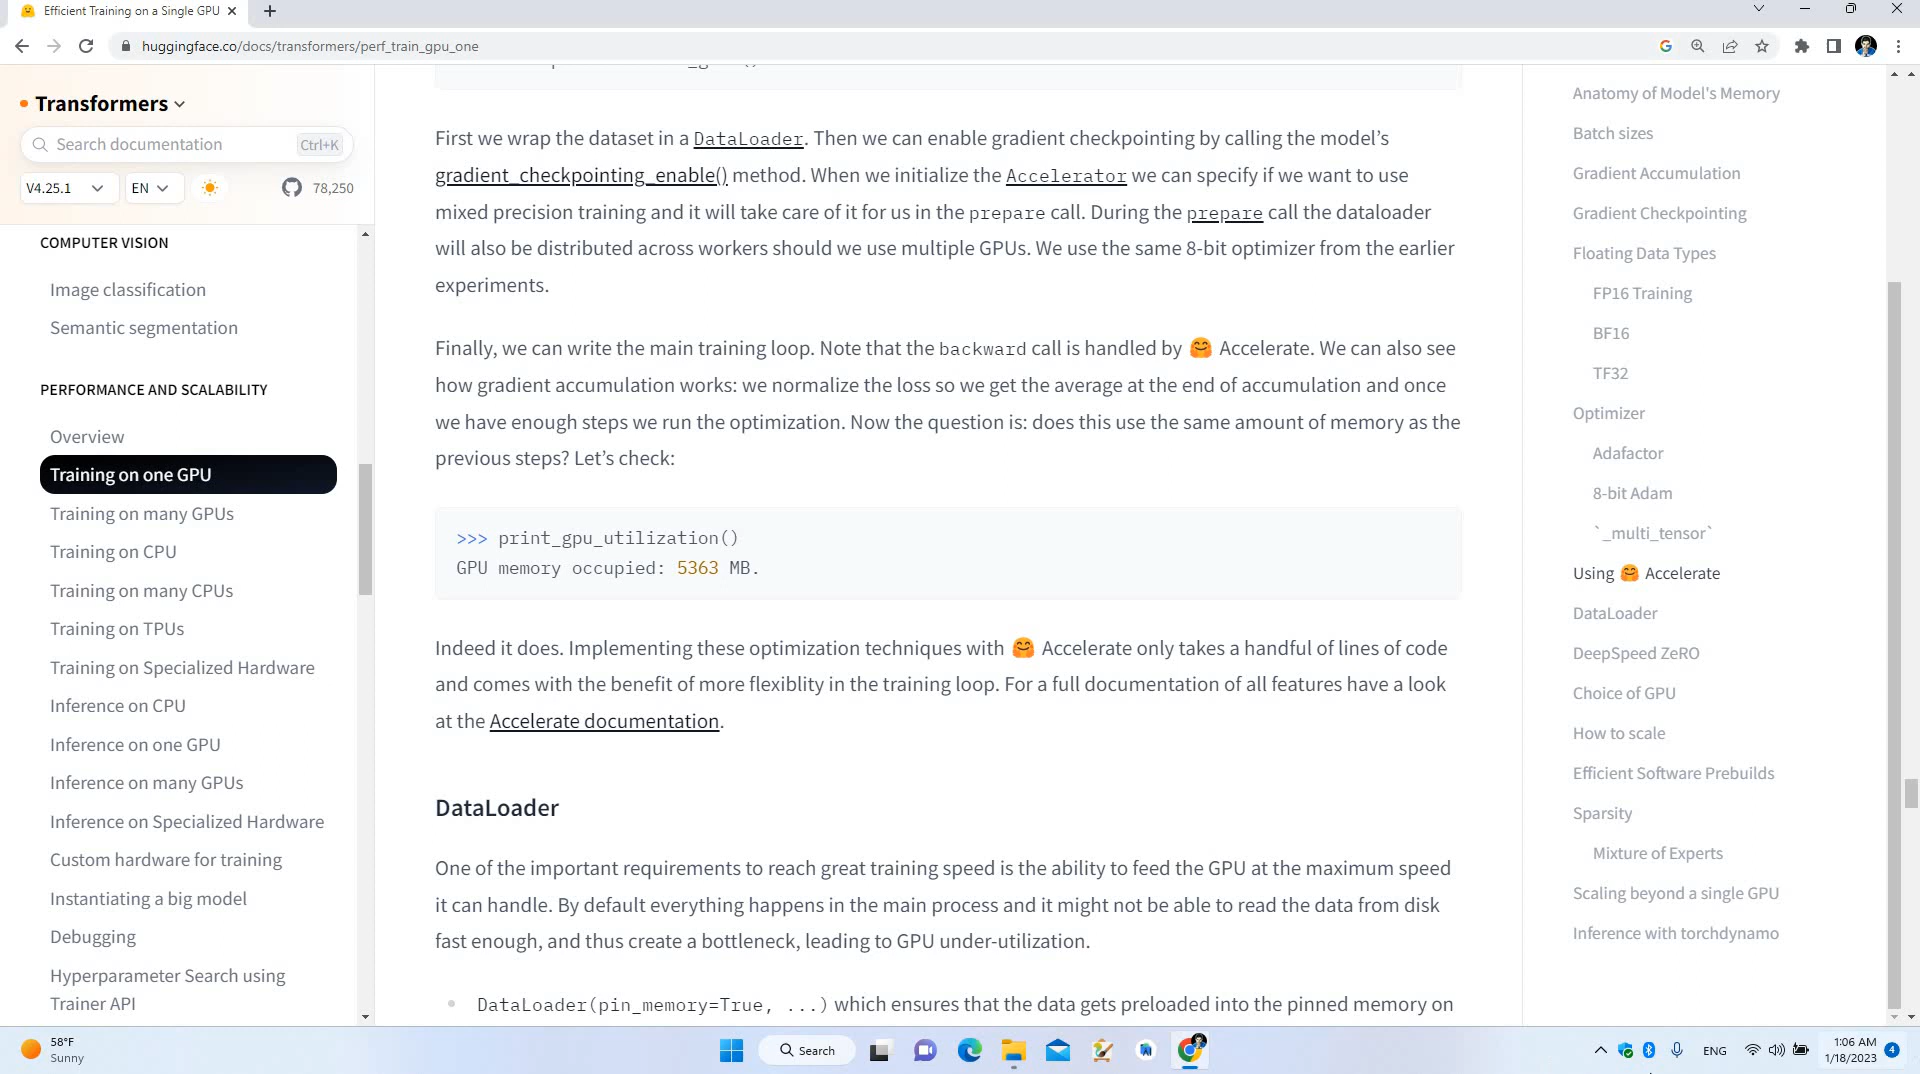 Efficient Training on a Single GPU
huggingface.co/docs/transformers/perf_train_gpu_one
Transformers
Search documentation
Ctrl+K
V4.25.1
EN
78,250
COMPUTER VISION
Image classification
Semantic segmentation
PERFORMANCE AND SCALABILITY
Overview
Training on one GPU
Training on many GPUs
Training on CPU
Training on many CPUs
Training on TPUs
Training on Specialized Hardware
Inference on CPU
Inference on one GPU
Inference on many GPUs
Inference on Specialized Hardware
Custom hardware for training
Instantiating a big model
Debugging
Hyperparameter Search using
Trainer API
First we wrap the dataset in a DataLoader. Then we can enable gradient checkpointing by calling the model’s
gradient_checkpointing_enable() method. When we initialize the Accelerator we can specify if we want to use
mixed precision training and it will take care of it for us in the prepare call. During the prepare call the dataloader
will also be distributed across workers should we use multiple GPUs. We use the same 8-bit optimizer from the earlier
experiments.
Finally, we can write the main training loop. Note that the backward call is handled by 🤗 Accelerate. We can also see
how gradient accumulation works: we normalize the loss so we get the average at the end of accumulation and once
we have enough steps we run the optimization. Now the question is: does this use the same amount of memory as the
previous steps? Let’s check:
>>> print_gpu_utilization()
GPU memory occupied: 5363 MB.
Indeed it does. Implementing these optimization techniques with 🤗 Accelerate only takes a handful of lines of code
and comes with the benefit of more flexiblity in the training loop. For a full documentation of all features have a look
at the Accelerate documentation.
DataLoader
One of the important requirements to reach great training speed is the ability to feed the GPU at the maximum speed
it can handle. By default everything happens in the main process and it might not be able to read the data from disk
fast enough, and thus create a bottleneck, leading to GPU under-utilization.
DataLoader(pin_memory=True, ...) which ensures that the data gets preloaded into the pinned memory on
Anatomy of Model's Memory
Batch sizes
Gradient Accumulation
Gradient Checkpointing
Floating Data Types
FP16 Training
BF16
TF32
Optimizer
Adafactor
8-bit Adam
`_multi_tensor`
Using 🤗 Accelerate
DataLoader
DeepSpeed ZeRO
Choice of GPU
How to scale
Efficient Software Prebuilds
Sparsity
Mixture of Experts
Scaling beyond a single GPU
Inference with torchdynamo
58°F
Sunny
Search
ENG
1:06 AM
1/18/2023
4